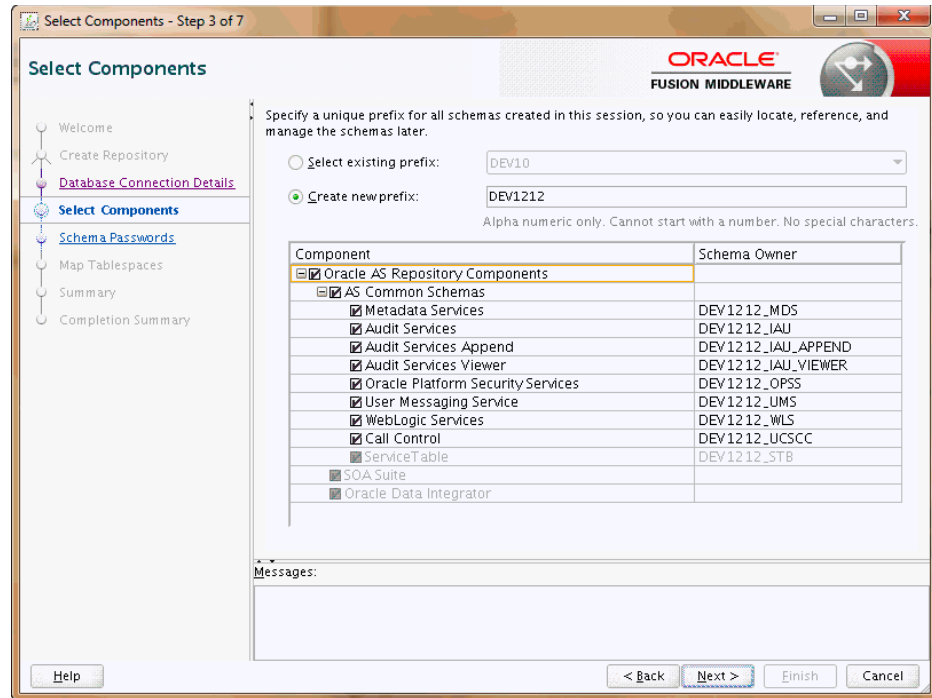 Select Components - Step 3 of 7
Select Components
ORACLE
FUSION MIDDLEWARE
Welcome
Create Repository
Database Connection Details
Select Components
Schema Passwords
Map Tablespaces
Summary
Completion Summary
Specify a unique prefix for all schemas created in this session, so you can easily locate, reference, and
manage the schemas later.
Select existing prefix: DEV10
Create new prefix: DEV1212
Alpha numeric only. Cannot start with a number. No special characters.
Component Schema Owner
Oracle AS Repository Components
AS Common Schemas
Metadata Services DEV1212_MDS
Audit Services DEV1212_IAU
Audit Services Append DEV1212_IAU_APPEND
Audit Services Viewer DEV1212_IAU_VIEWER
Oracle Platform Security Services DEV1212_OPSS
User Messaging Service DEV1212_UMS
WebLogic Services DEV1212_WLS
Call Control DEV1212_UCSCC
ServiceTable DEV1212_STB
SOA Suite
Oracle Data Integrator
Messages:
Help < Back Next > Finish Cancel